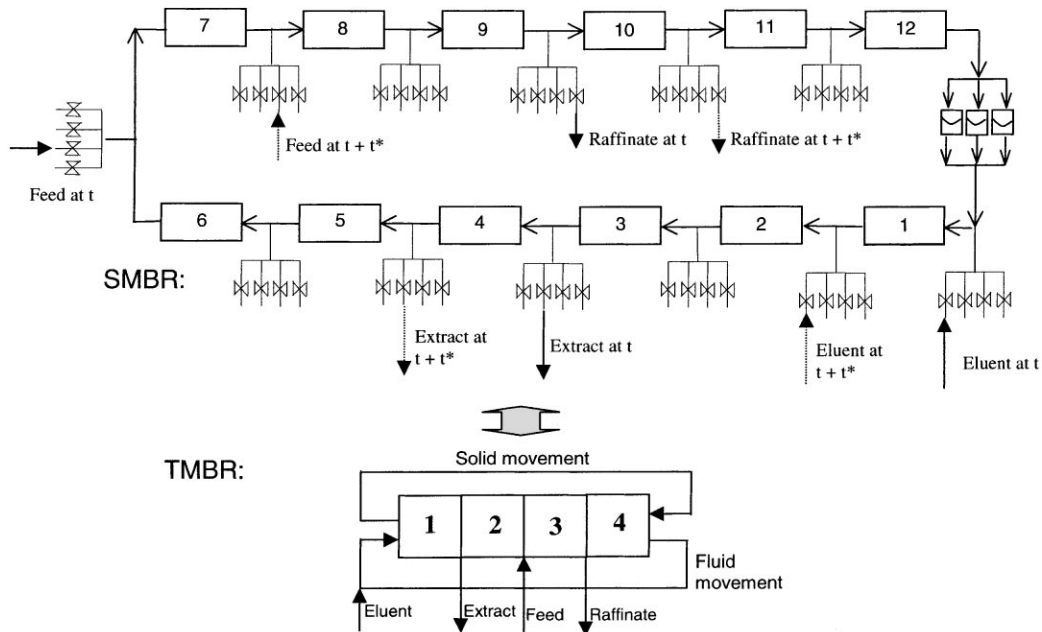 7
8
9
10
11
12
Feed at t + t*
Raffinate at t
Raffinate at t + t*
Feed at t
6
5
4
3
2
1
SMBR:
Extract at
t + t*
Extract at t
Eluent at
t + t*
Eluent at t
TMBR:
Solid movement
1
2
3
4
Fluid
movement
Eluent
Extract
Feed
Raffinate